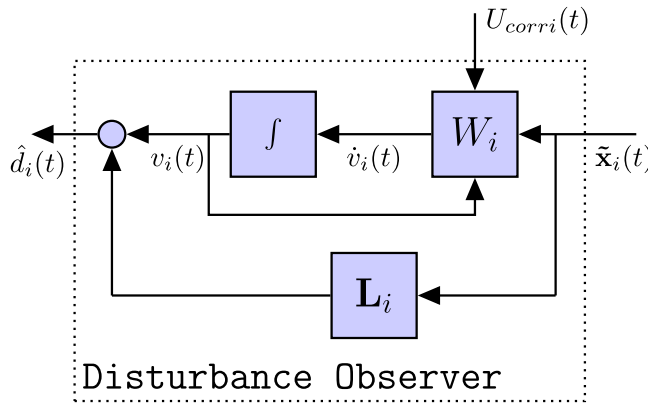 U_{corri}(t)
\hat{d}_i(t)
v_i(t)
∫
\dot{v}_i(t)
W_i
\tilde{\mathbf{x}}_i(t)
\mathbf{L}_i
Disturbance Observer